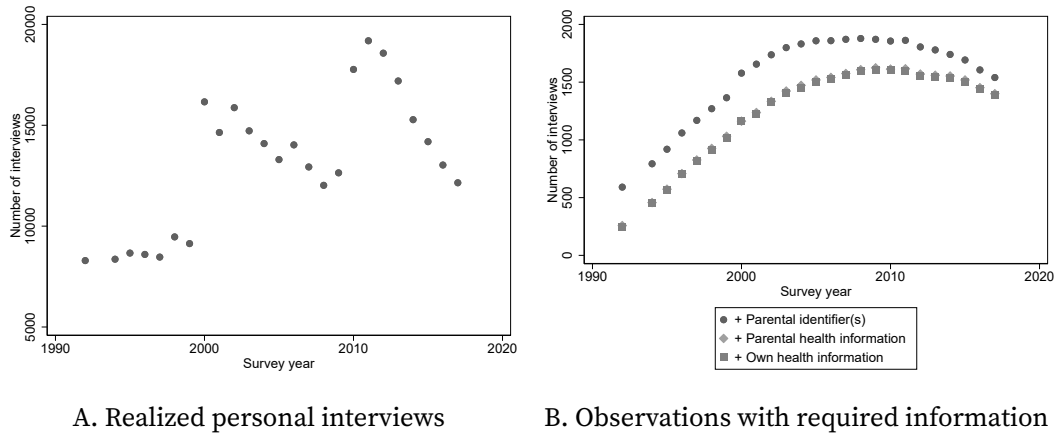 20000
15000
10000
5000
Number of interviews
1990
2000
2010
2020
Survey year
A. Realized personal interviews
2000
1500
1000
500
0
Number of interviews
1990
2000
2010
2020
Survey year
+ Parental identifier(s)
+ Parental health information
+ Own health information
B. Observations with required information